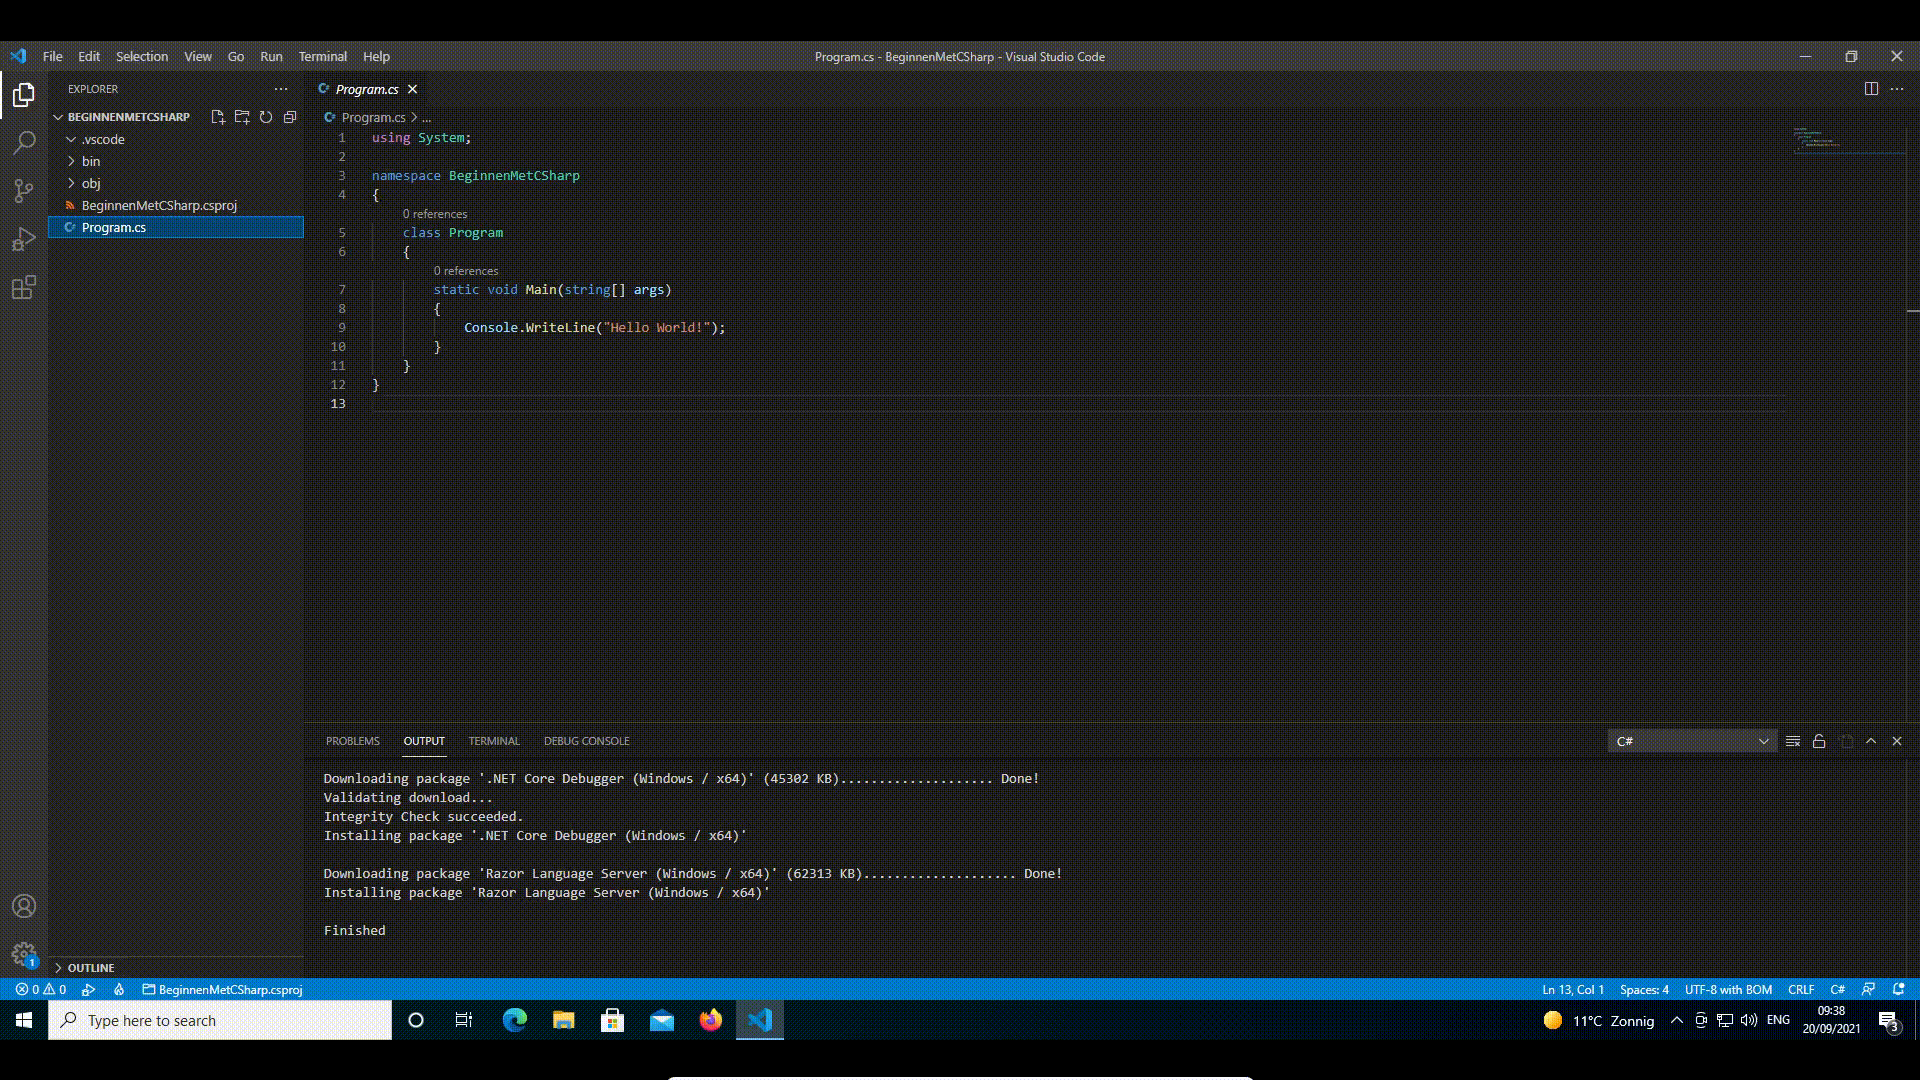 File Edit Selection View Go Run Terminal Help
Program.cs - BeginnenMetCSharp - Visual Studio Code
EXPLORER
BEGINNENMETCSHARP
.vscode
bin
obj
BeginnenMetCSharp.csproj
Program.cs
OUTLINE
Program.cs
Program.cs > ...
1 using System;
2
3 namespace BeginnenMetCSharp
4 {
0 references
5 class Program
6 {
0 references
7 static void Main(string[] args)
8 {
9 Console.WriteLine("Hello World!");
10 }
11 }
12 }
13
PROBLEMS OUTPUT TERMINAL DEBUG CONSOLE
C#
Downloading package '.NET Core Debugger (Windows / x64)' (45302 KB).................... Done!
Validating download...
Integrity Check succeeded.
Installing package '.NET Core Debugger (Windows / x64)'
Downloading package 'Razor Language Server (Windows / x64)' (62313 KB).................... Done!
Installing package 'Razor Language Server (Windows / x64)'
Finished
1
0 0 BeginnenMetCSharp.csproj
Ln 13, Col 1 Spaces: 4 UTF-8 with BOM CRLF C#
Type here to search
11°C Zonnig ENG
09:38
20/09/2021
3